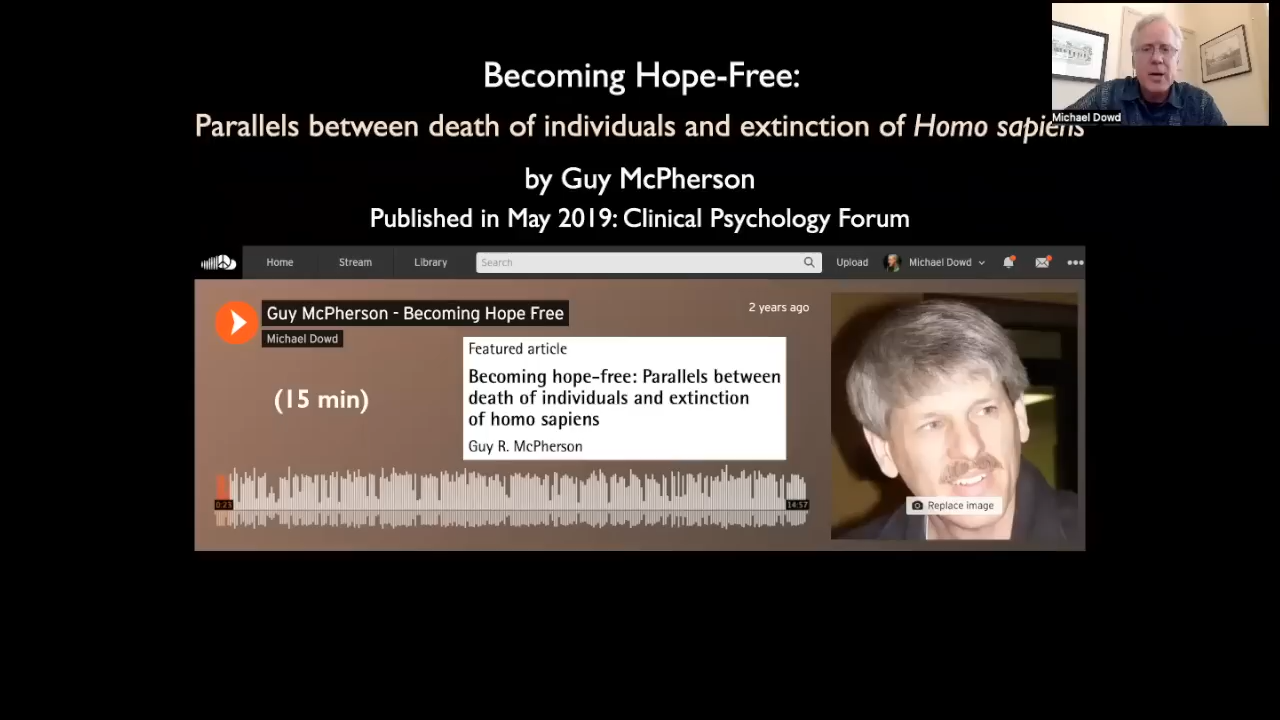 Becoming Hope-Free:
Parallels between death of individuals and extinction of Homo sapiens
by Guy McPherson
Published in May 2019: Clinical Psychology Forum
Michael Dowd
Home Stream Library Search Upload Michael Dowd
Guy McPherson - Becoming Hope Free
Michael Dowd
2 years ago
(15 min)
Featured article
Becoming hope-free: Parallels between
death of individuals and extinction
of homo sapiens
Guy R. McPherson
0:23
14:57
Replace image